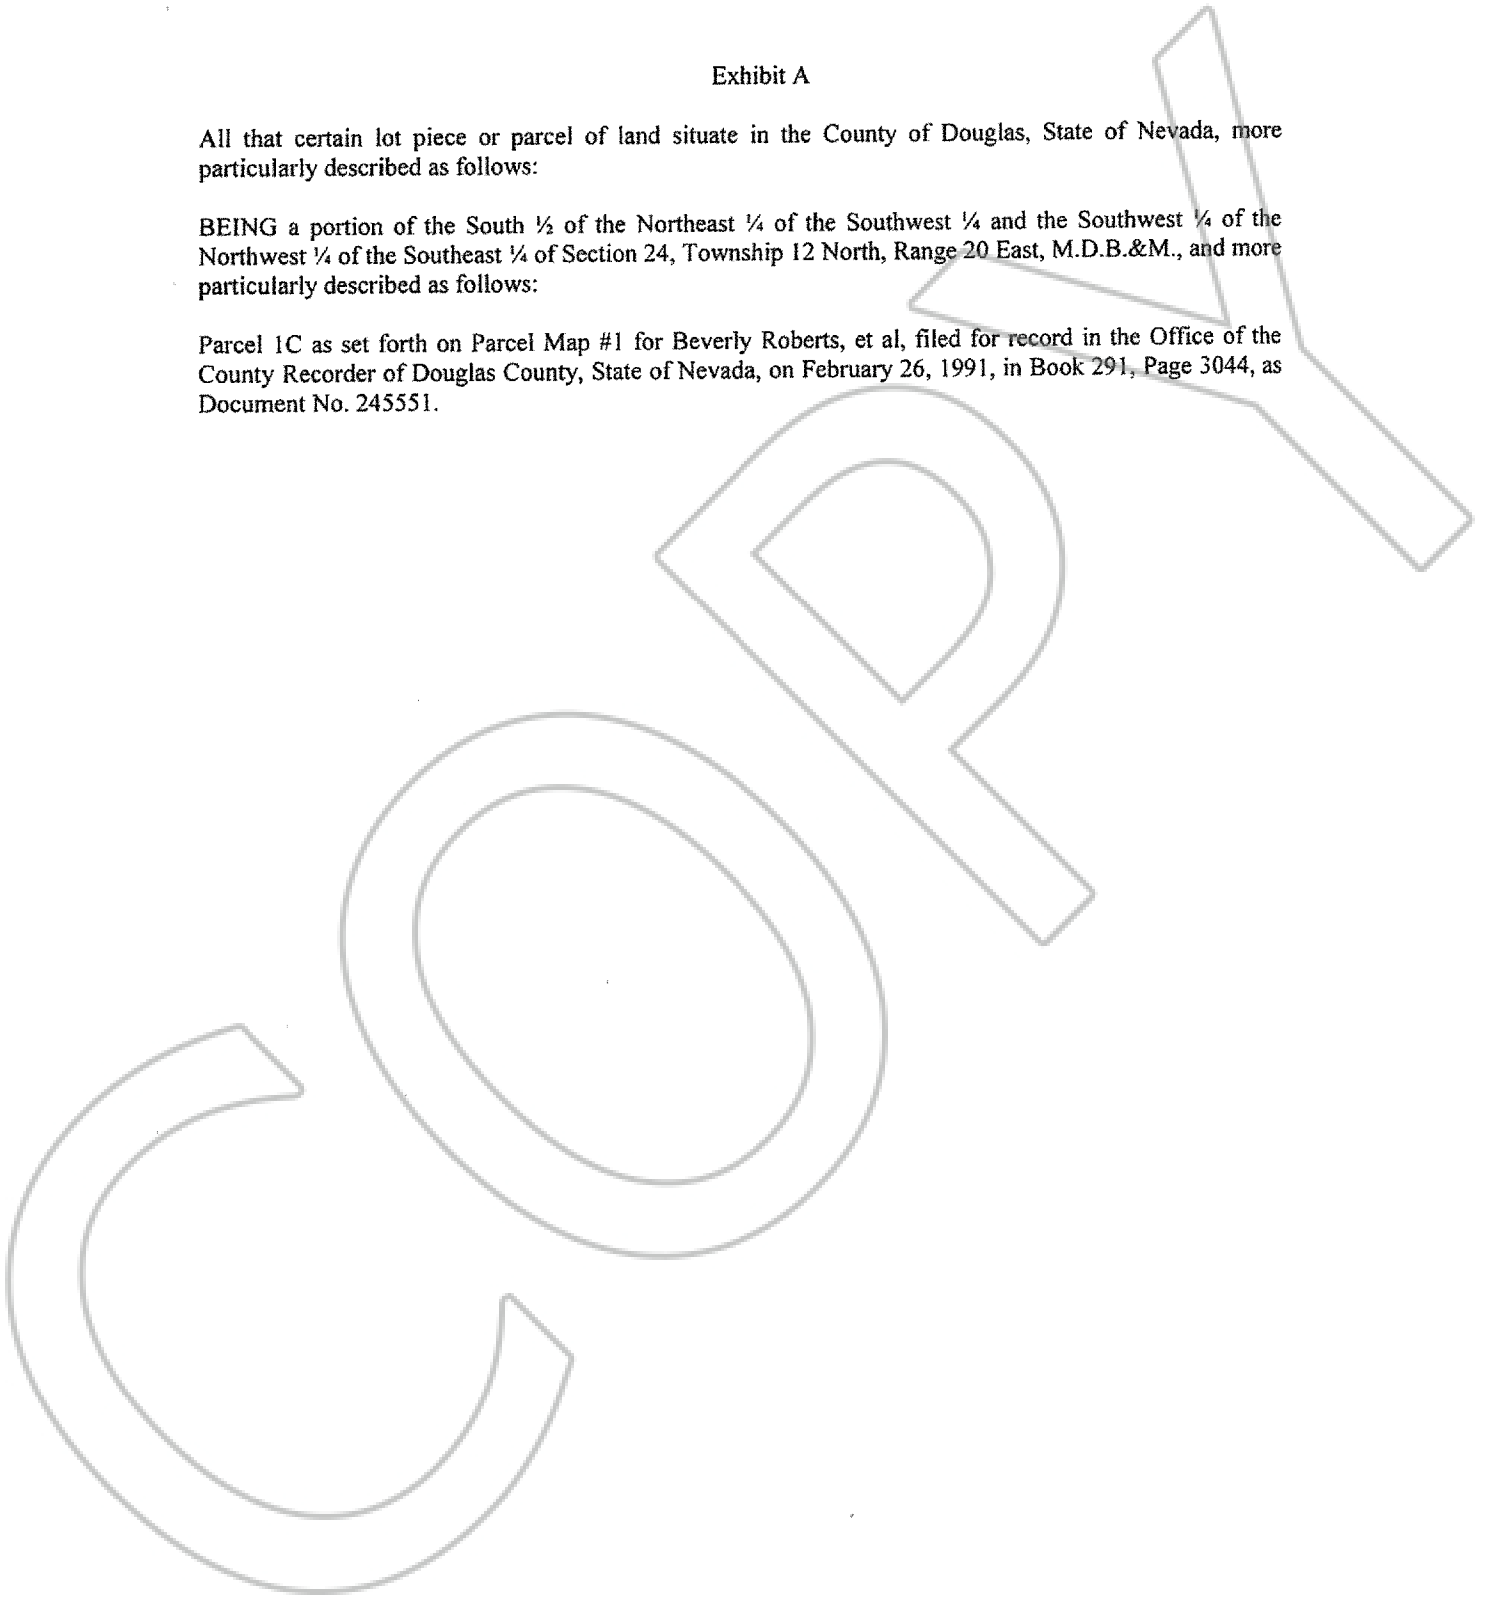 Exhibit A
All that certain lot piece or parcel of land situate in the County of Douglas, State of Nevada, more
particularly described as follows:
BEING a portion of the South ½ of the Northeast ¼ of the Southwest ¼ and the Southwest ¼ of the
Northwest ¼ of the Southeast ¼ of Section 24, Township 12 North, Range 20 East, M.D.B.&M., and more
particularly described as follows:
Parcel 1C as set forth on Parcel Map #1 for Beverly Roberts, et al, filed for record in the Office of the
County Recorder of Douglas County, State of Nevada, on February 26, 1991, in Book 291, Page 3044, as
Document No. 245551.
COPY